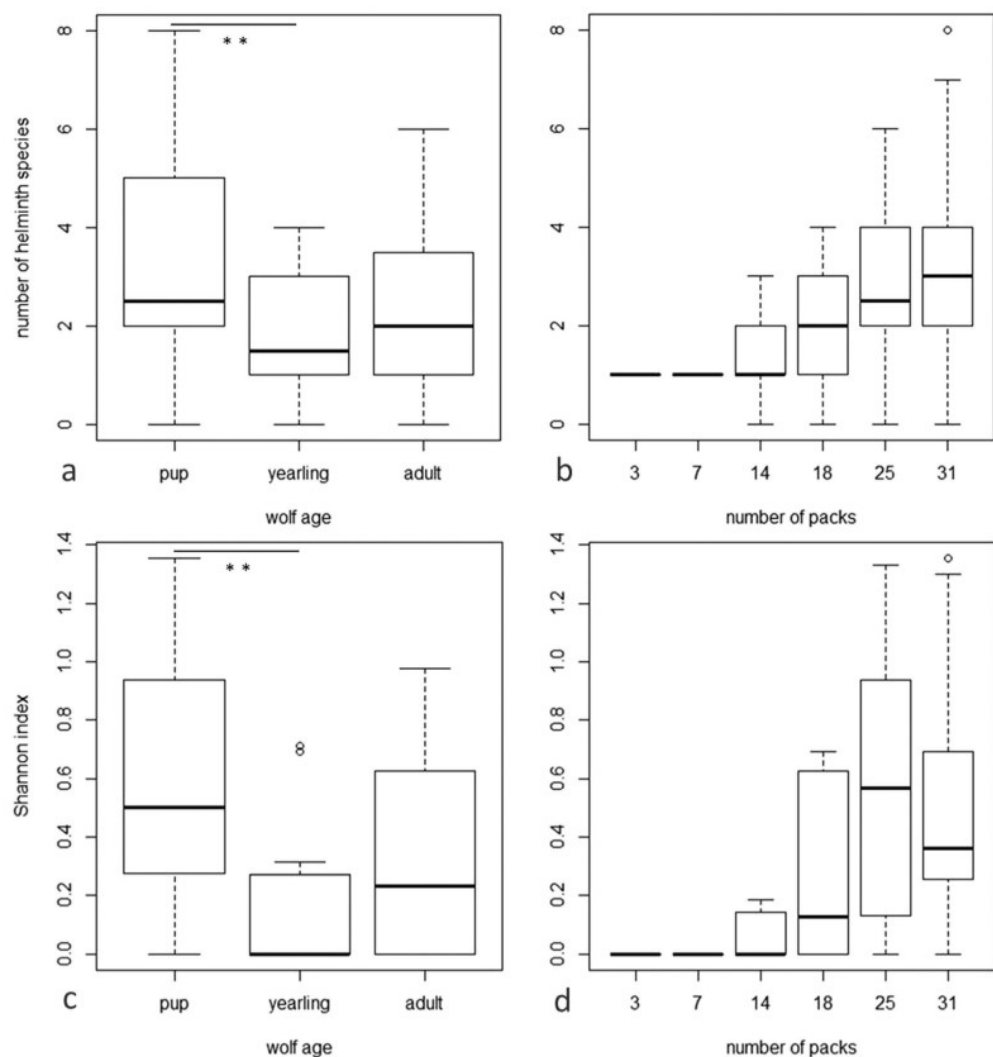 number of helminth species
0 2 4 6 8
* *
pup yearling adult
wolf age
a
0 2 4 6 8
3 7 14 18 25 31
number of packs
b
Shannon index
0.0 0.2 0.4 0.6 0.8 1.0 1.2 1.4
* *
pup yearling adult
wolf age
c
0.0 0.2 0.4 0.6 0.8 1.0 1.2 1.4
3 7 14 18 25 31
number of packs
d